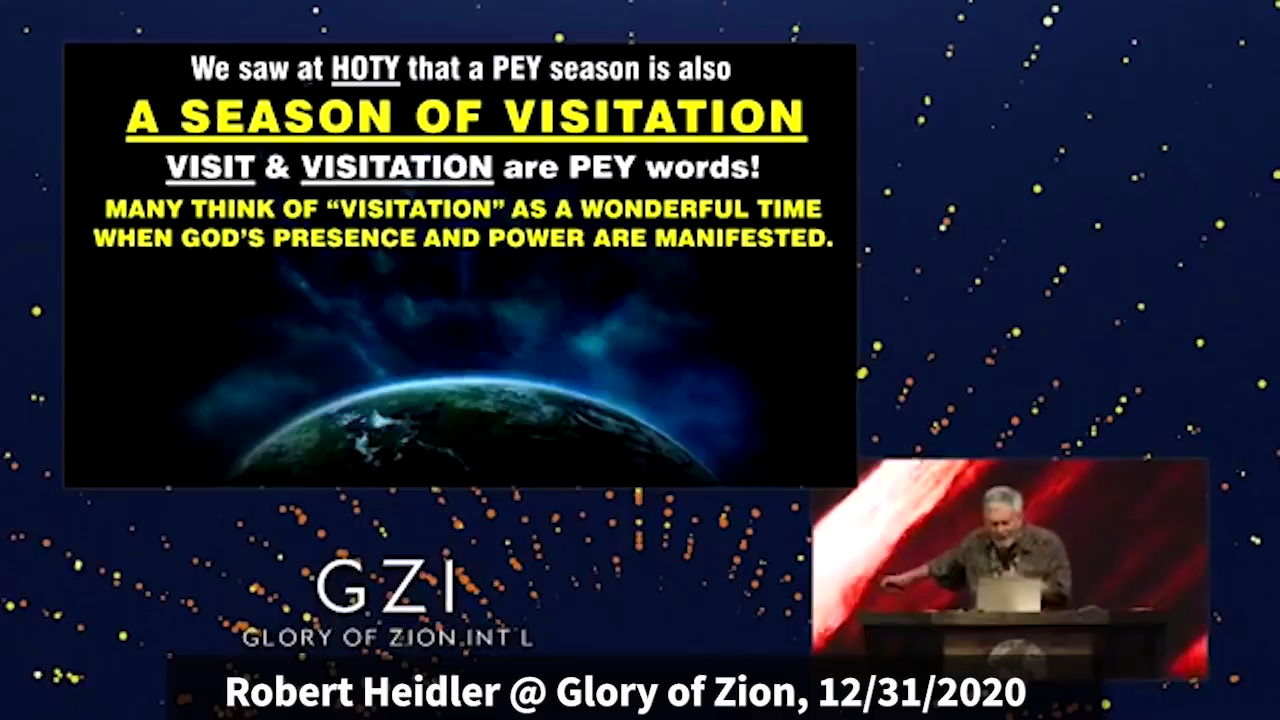 We saw at HOTY that a PEY season is also
A SEASON OF VISITATION
VISIT & VISITATION are PEY words!
MANY THINK OF “VISITATION” AS A WONDERFUL TIME
WHEN GOD’S PRESENCE AND POWER ARE MANIFESTED.
GZI
GLORY OF ZION INT'L
Robert Heidler @ Glory of Zion, 12/31/2020